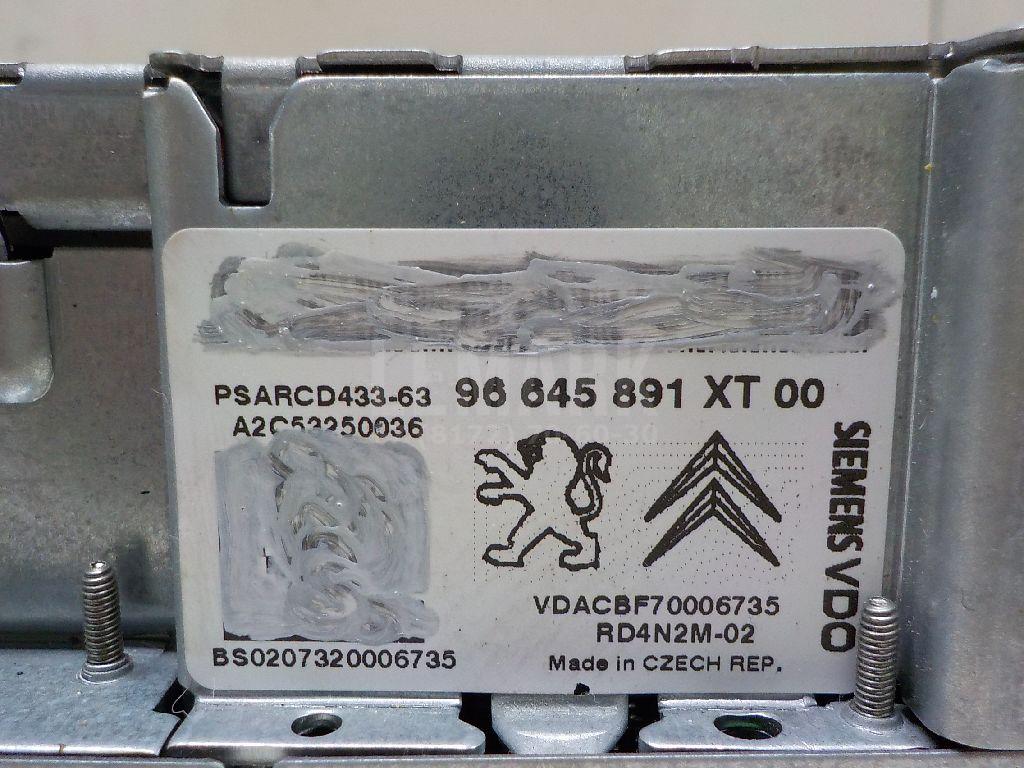 PSARCD433-63 96 645 891 XT 00
A2C53250036
SIEMENS VDO
VDACBF70006735
RD4N2M-02
BS0207320006735
Made in CZECH REP.